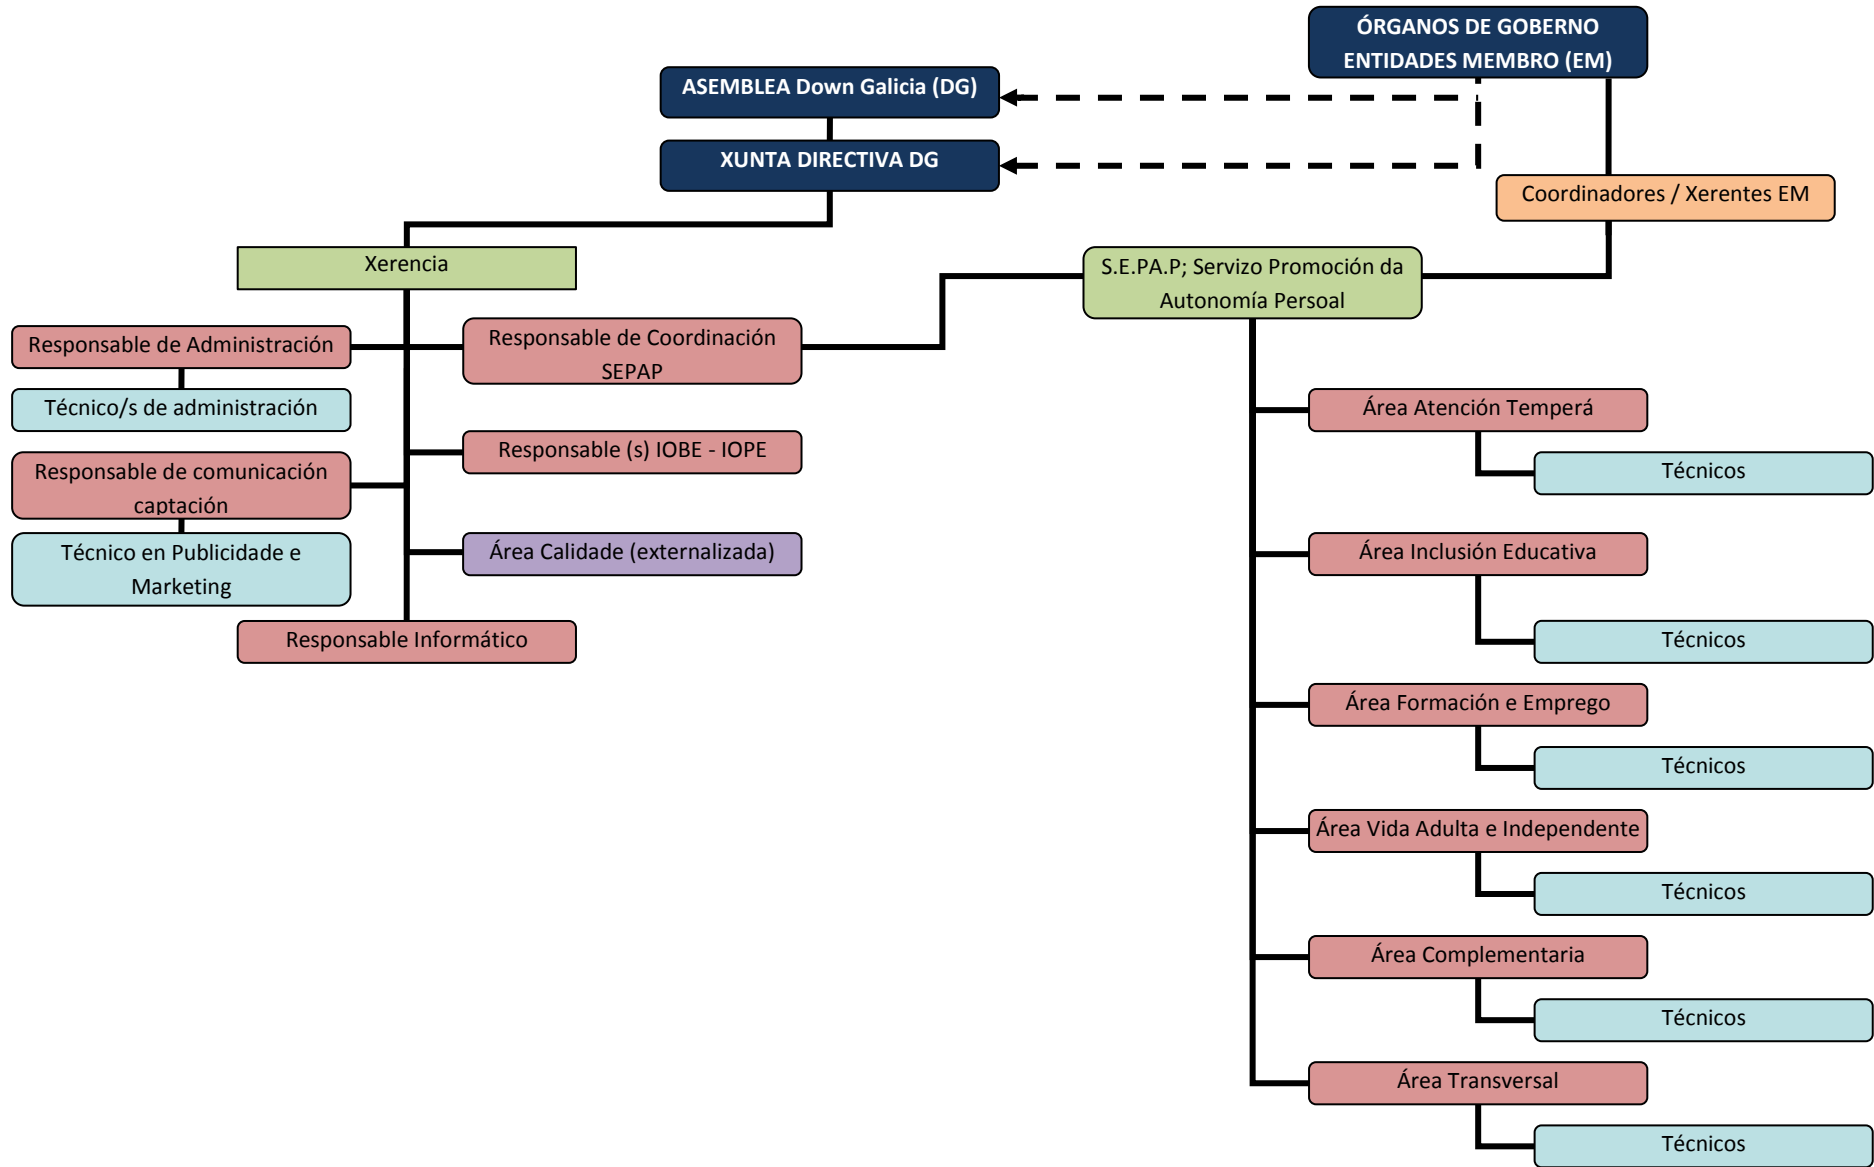 ÓRGANOS DE GOBERNO
ENTIDADES MEMBRO (EM)
ASEMBLEA Down Galicia (DG)
XUNTA DIRECTIVA DG
Coordinadores / Xerentes EM
Xerencia
S.E.PA.P; Servizo Promoción da
Autonomía Persoal
Responsable de Administración
Responsable de Coordinación
SEPAP
Técnico/s de administración
Responsable (s) IOBE - IOPE
Responsable de comunicación
captación
Técnico en Publicidade e
Marketing
Área Calidade (externalizada)
Responsable Informático
Área Atención Temperá
Técnicos
Área Inclusión Educativa
Técnicos
Área Formación e Emprego
Técnicos
Área Vida Adulta e Independente
Técnicos
Área Complementaria
Técnicos
Área Transversal
Técnicos